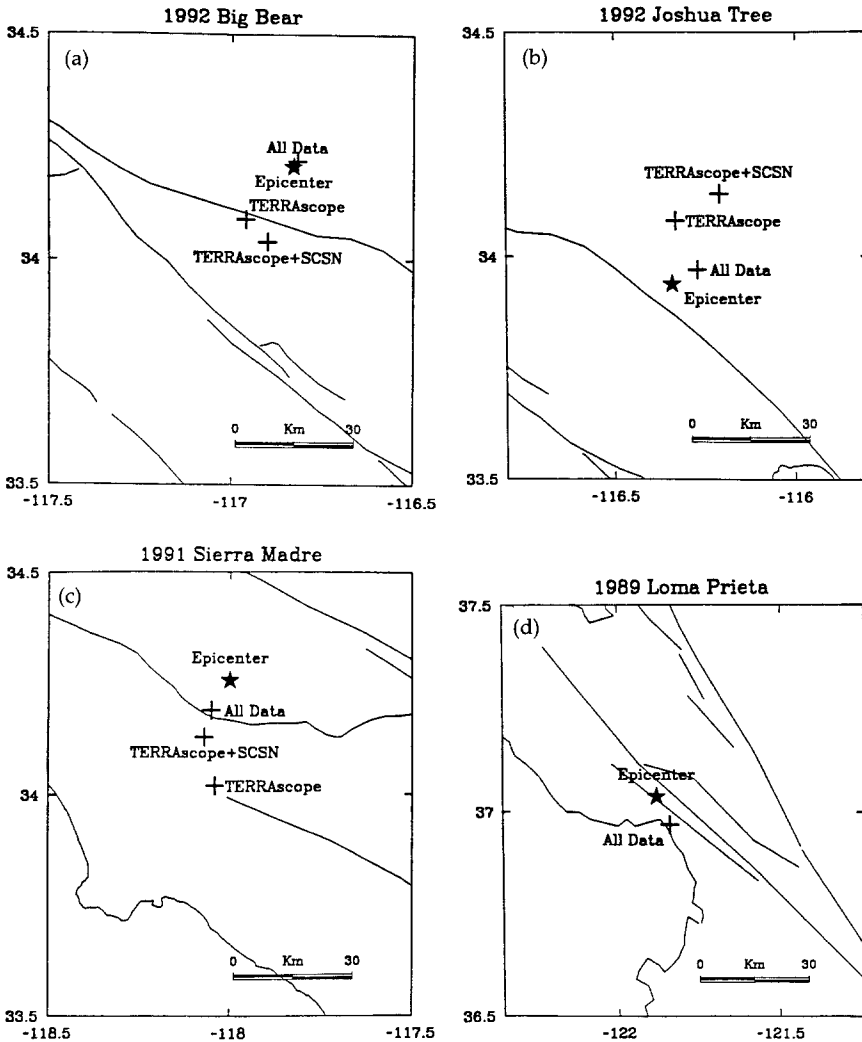 1992 Big Bear
34.5
(a)
All Data
Epicenter
TERRAscope
34
TERRAscope+SCSN
0 Km 30
33.5
-117.5 -117 -116.5
1992 Joshua Tree
34.5
(b)
TERRAscope+SCSN
TERRAscope
34
All Data
Epicenter
0 Km 30
33.5
-116.5 -116
1991 Sierra Madre
34.5
(c)
Epicenter
All Data
TERRAscope+SCSN
TERRAscope
34
0 Km 30
33.5
-118.5 -118 -117.5
1989 Loma Prieta
37.5
(d)
Epicenter
37
All Data
0 Km 30
36.5
-122 -121.5